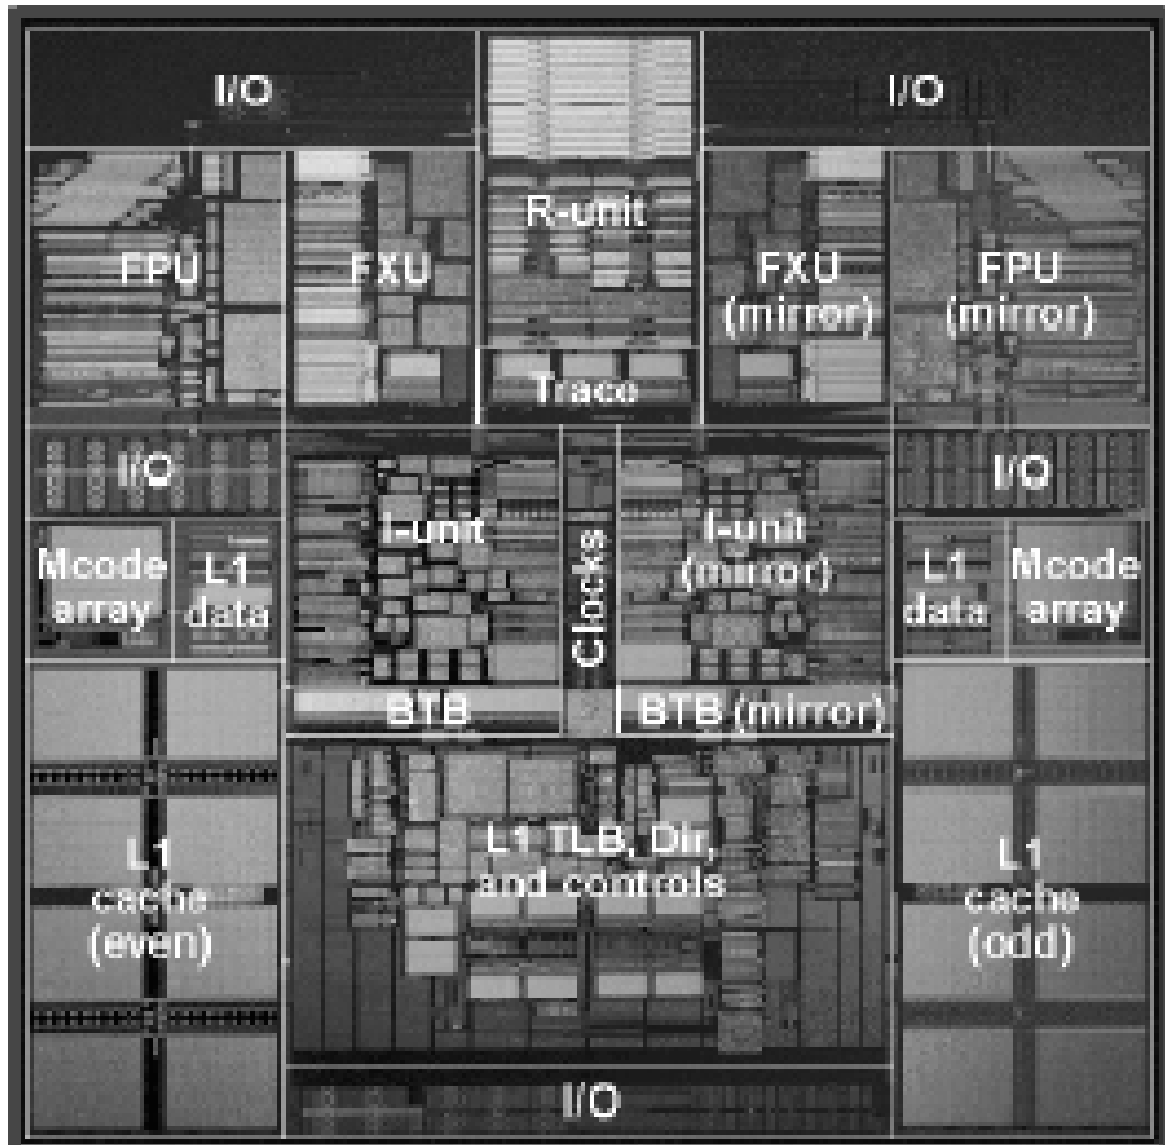 I/O
I/O
R-unit
FPU
FXU
FXU
(mirror)
FPU
(mirror)
Trace
I/O
I/O
I-unit
I-unit
(mirror)
Clocks
Mcode
array
L1
data
L1
data
Mcode
array
BTB
BTB (mirror)
L1 TLB, Dir,
and controls
L1
cache
(even)
L1
cache
(odd)
I/O